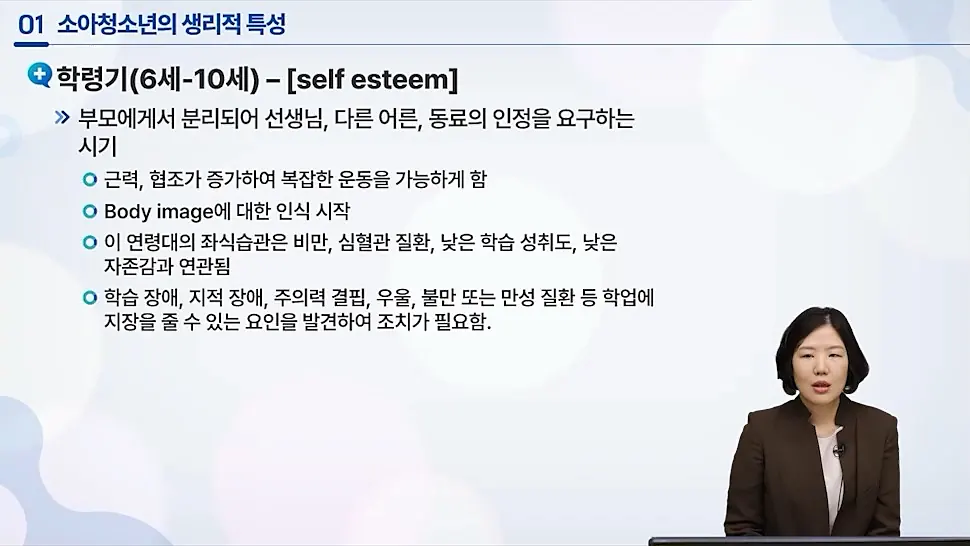 01 소아청소년의 생리적 특성
학령기(6세-10세) – [self esteem]
부모에게서 분리되어 선생님, 다른 어른, 동료의 인정을 요구하는
시기
근력, 협조가 증가하여 복잡한 운동을 가능하게 함
Body image에 대한 인식 시작
이 연령대의 좌식습관은 비만, 심혈관 질환, 낮은 학습 성취도, 낮은
자존감과 연관됨
학습 장애, 지적 장애, 주의력 결핍, 우울, 불만 또는 만성 질환 등 학업에
지장을 줄 수 있는 요인을 발견하여 조치가 필요함.